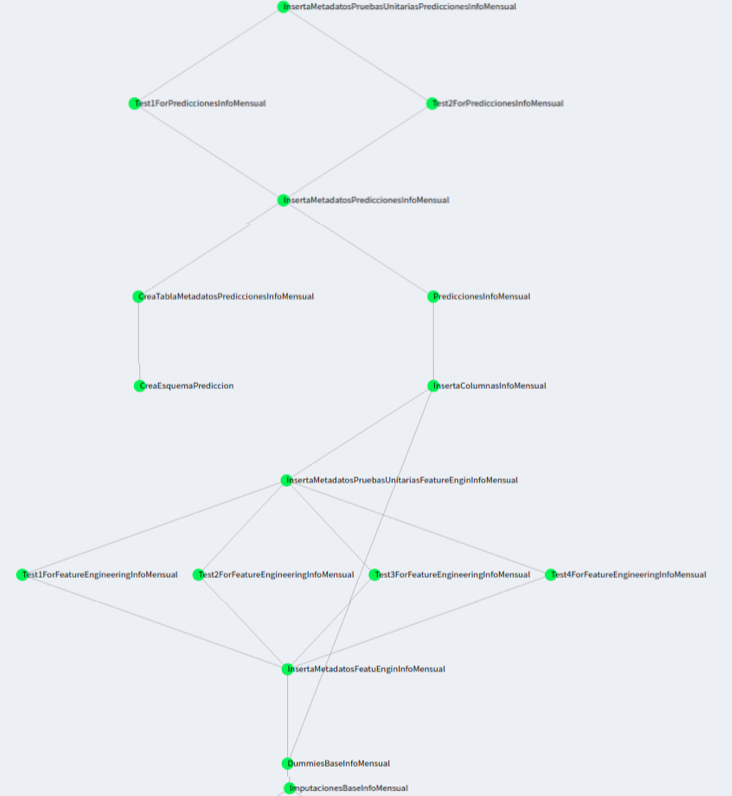 InsertaMetadatosPruebasUnitariasPrediccionesInfoMensual
Test1ForPrediccionesInfoMensual
Test2ForPrediccionesInfoMensual
InsertaMetadatosPrediccionesInfoMensual
CreaTablaMetadatosPrediccionesInfoMensual
PrediccionesInfoMensual
CreaEsquemaPrediccion
InsertaColumnasInfoMensual
InsertaMetadatosPruebasUnitariasFeatureEnginInfoMensual
Test1ForFeatureEngineeringInfoMensual
Test2ForFeatureEngineeringInfoMensual
Test3ForFeatureEngineeringInfoMensual
Test4ForFeatureEngineeringInfoMensual
InsertaMetadatosFeatuEnginInfoMensual
DummiesBaseInfoMensual
ImputacionesBaseInfoMensual